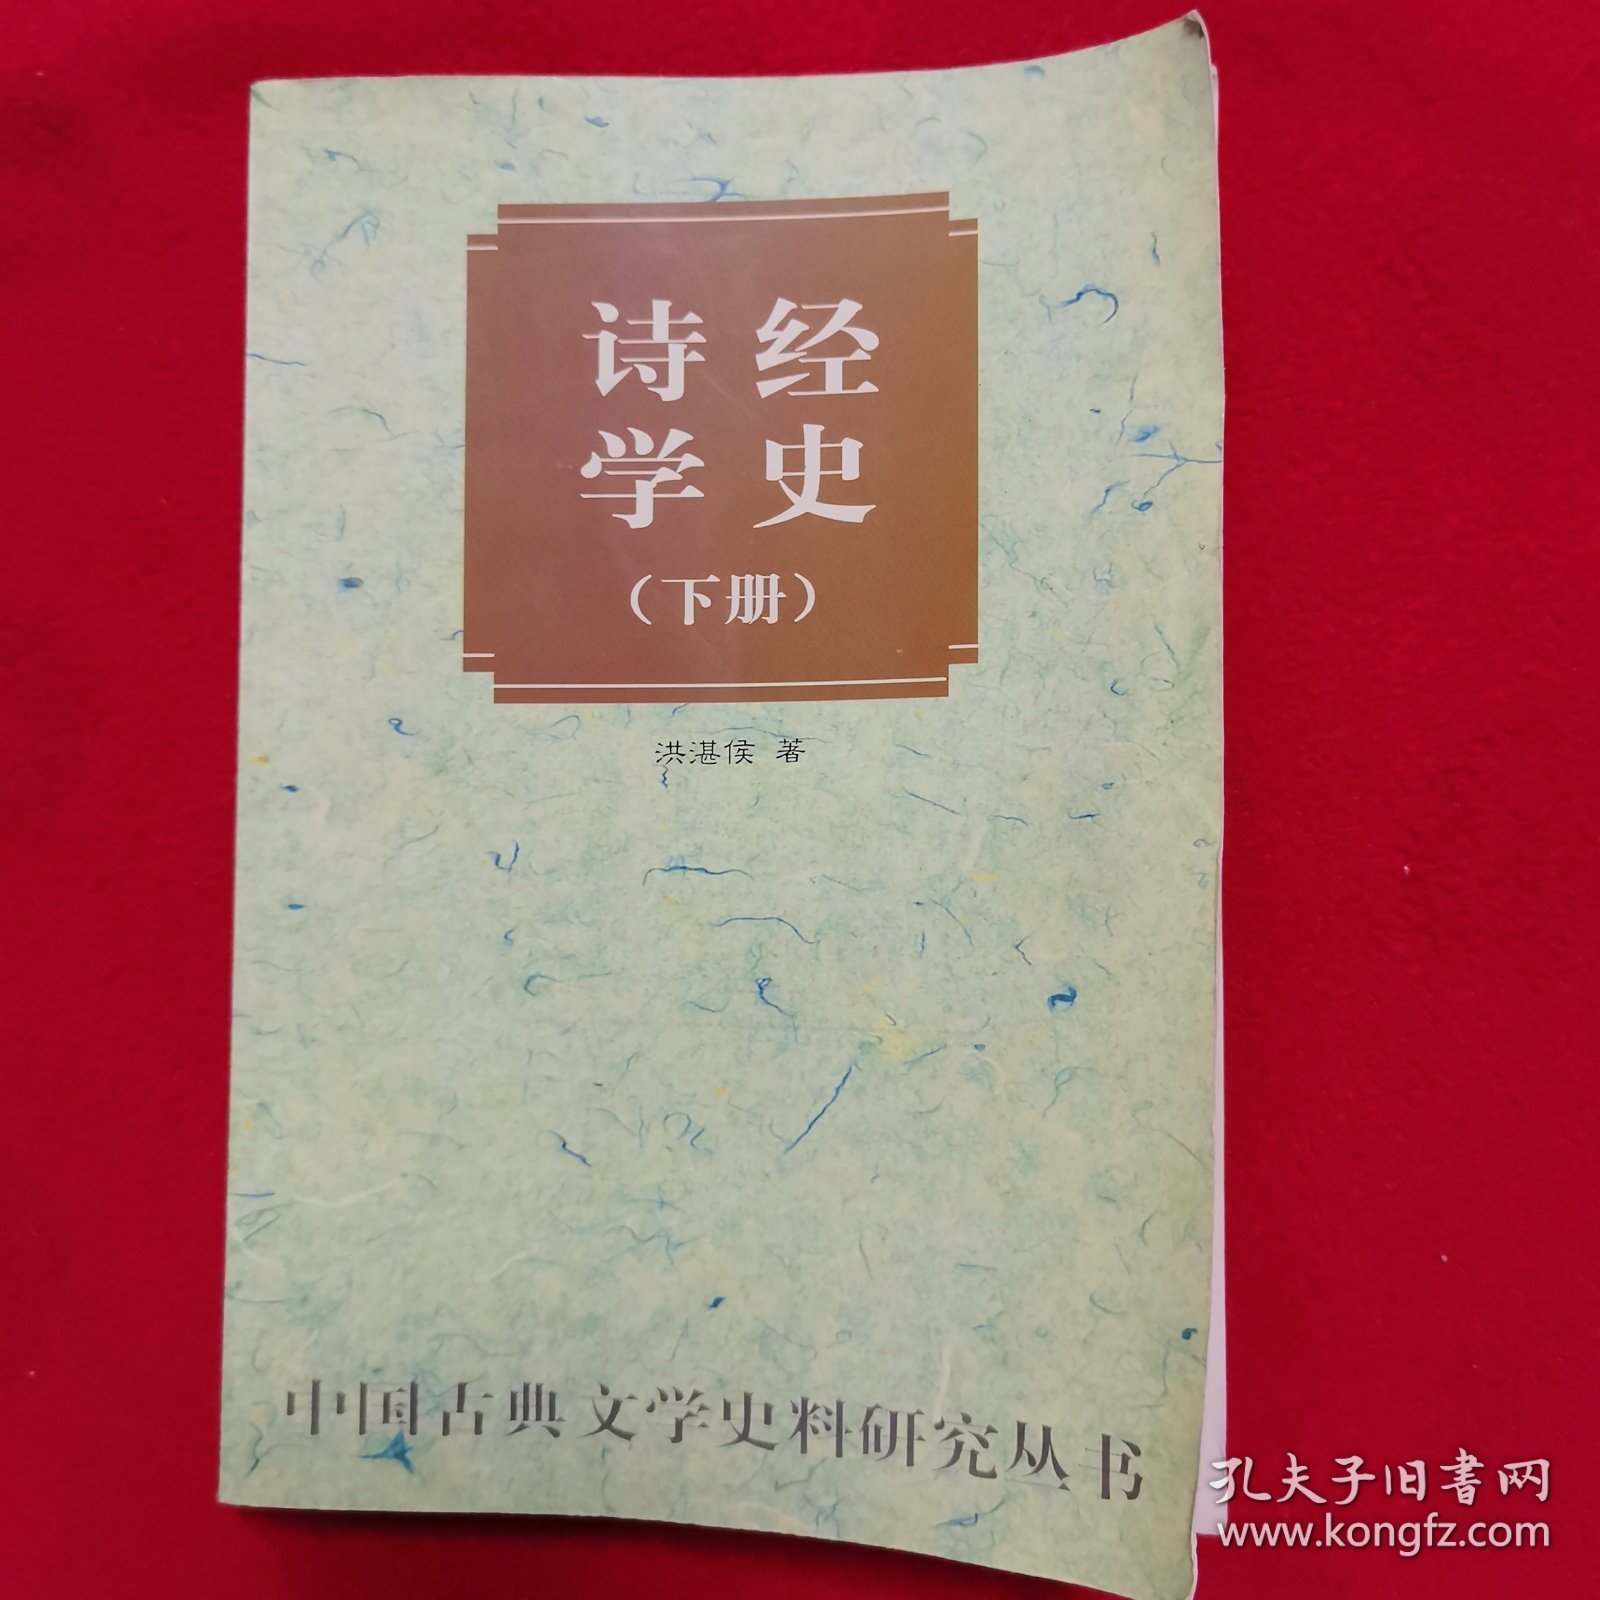 诗经
学史
（下册）
洪湛侯 著
中国古典文学史料研究丛书
孔夫子旧书网
www.kongfz.com